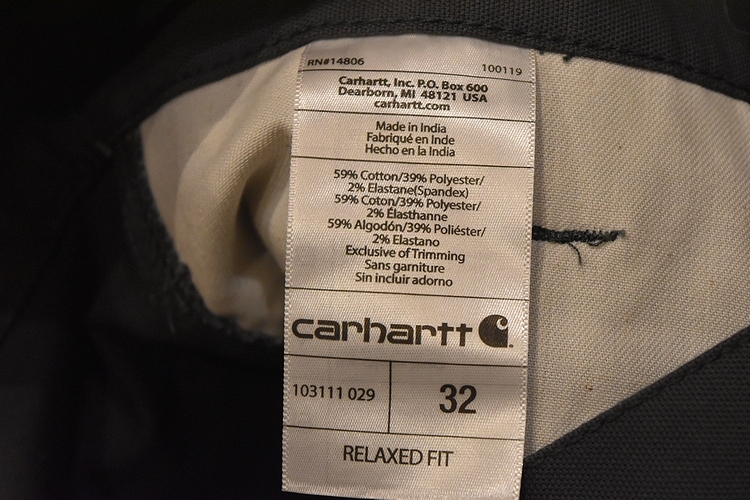 RN#14806 100119
Carhartt, Inc. P.O. Box 600
Dearborn, MI 48121 USA
carhartt.com
Made in India
Fabriqué en Inde
Hecho en la India
59% Cotton/39% Polyester/
2% Elastane(Spandex)
59% Coton/39% Polyester/
2% Élasthanne
59% Algodón/39% Poliéster/
2% Elastano
Exclusive of Trimming
Sans garniture
Sin incluir adorno
carhartt
103111 029 32
RELAXED FIT